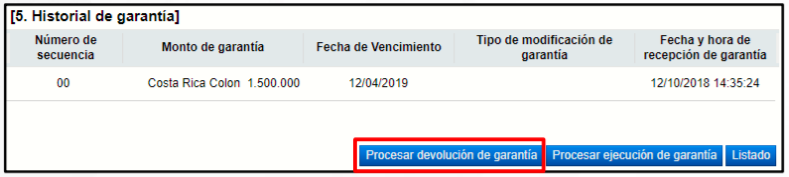 [5. Historial de garantía]
Número de secuencia Monto de garantía Fecha de Vencimiento Tipo de modificación de garantía Fecha y hora de recepción de garantía
00 Costa Rica Colon 1.500.000 12/04/2019 12/10/2018 14:35:24
Procesar devolución de garantía Procesar ejecución de garantía Listado